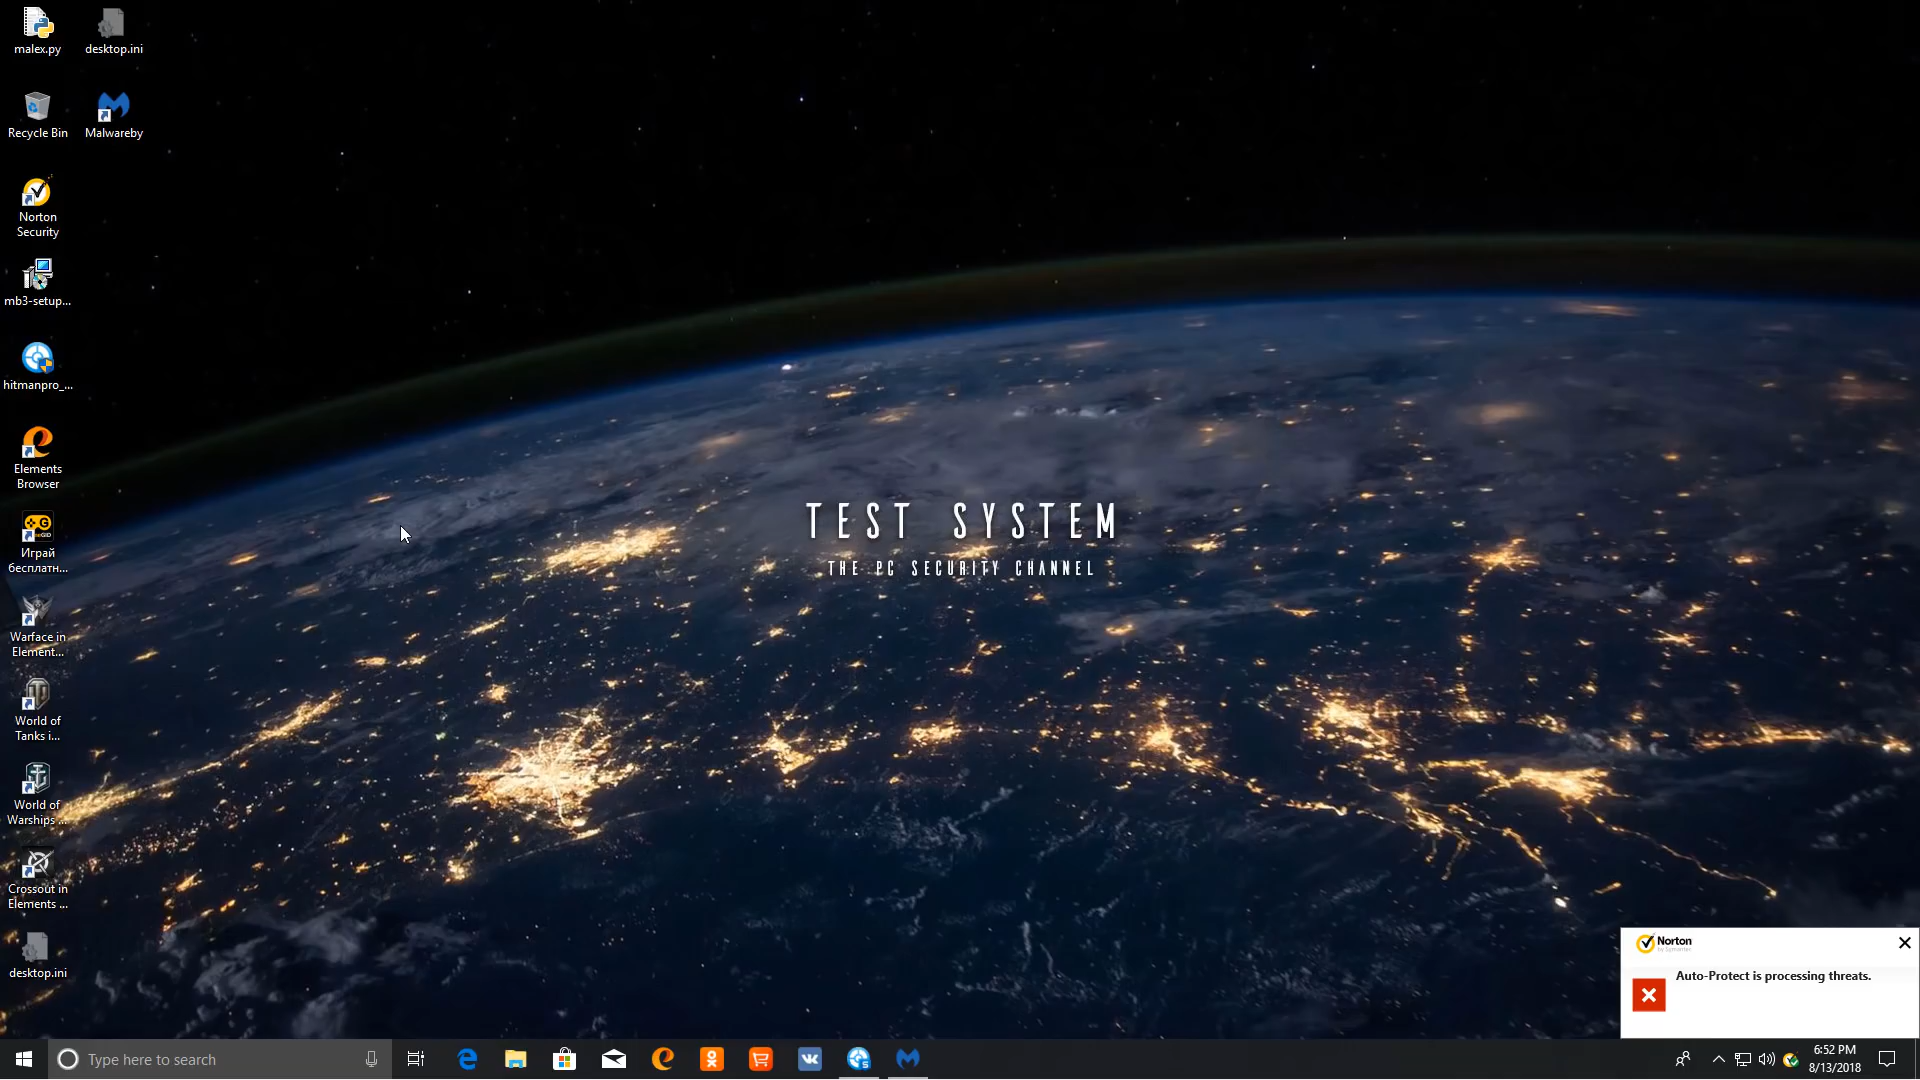 malex.py
desktop.ini
Recycle Bin
Malwareby
Norton
Security
mb3-setup...
hitmanpro_...
Elements
Browser
Играй
бесплатн...
Warface in
Element...
World of
Tanks i...
World of
Warships ...
Crossout in
Elements ...
desktop.ini
TEST SYSTEM
THE PC SECURITY CHANNEL
Norton
by Symantec
Auto-Protect is processing threats.
Type here to search
6:52 PM
8/13/2018